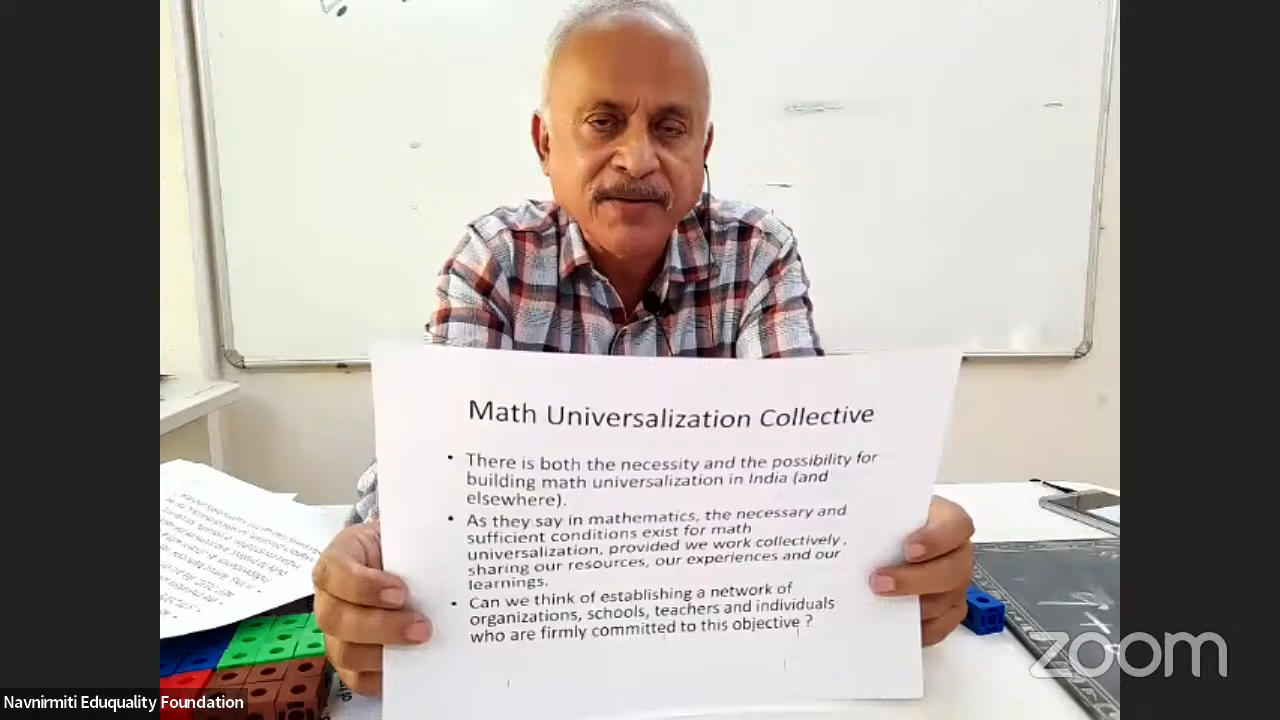 Math Universalization Collective
• There is both the necessity and the possibility for
building math universalization in India (and
elsewhere).
• As they say in mathematics, the necessary and
sufficient conditions exist for math
universalization, provided we work collectively,
sharing our resources, our experiences and our
learnings.
• Can we think of establishing a network of
organizations, schools, teachers and individuals
who are firmly committed to this objective ?
zoom
Navnirmiti Eduquality Foundation